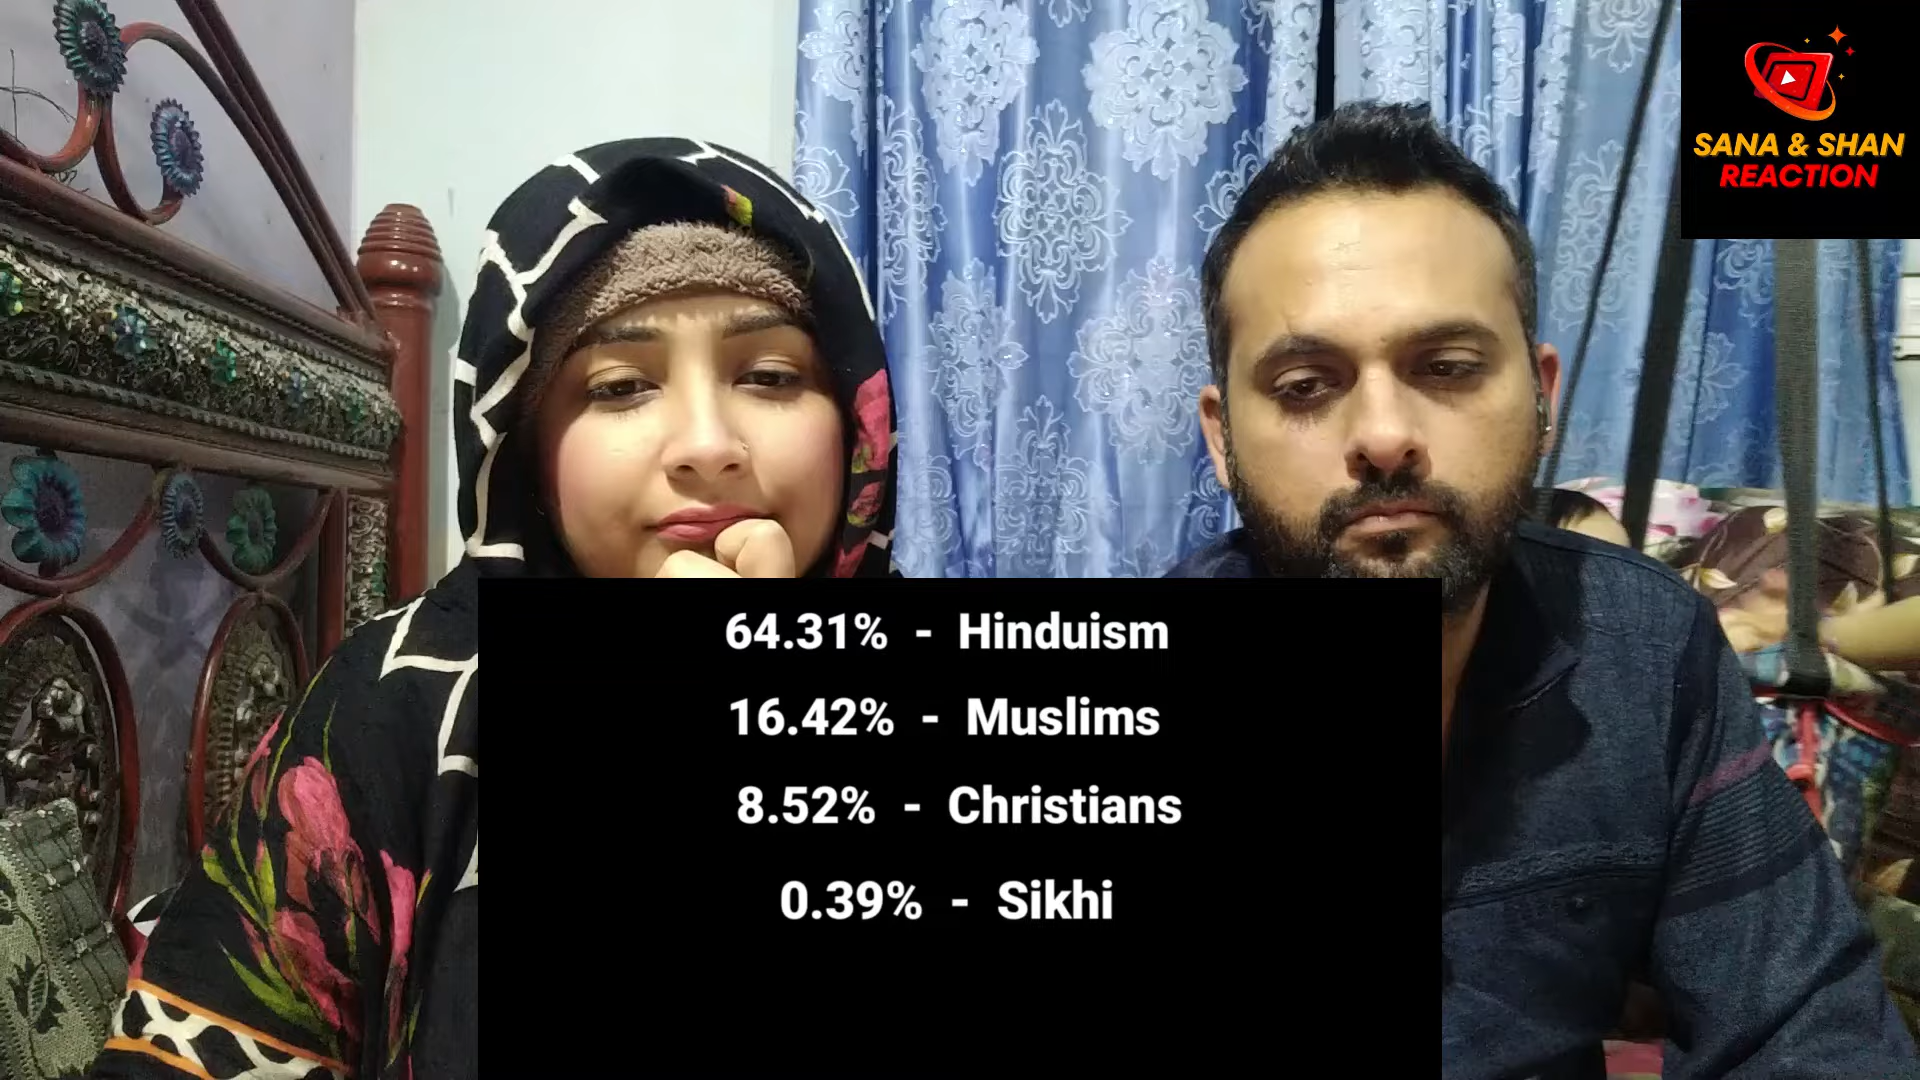 SANA & SHAN
REACTION
64.31% - Hinduism
16.42% - Muslims
8.52% - Christians
0.39% - Sikhi